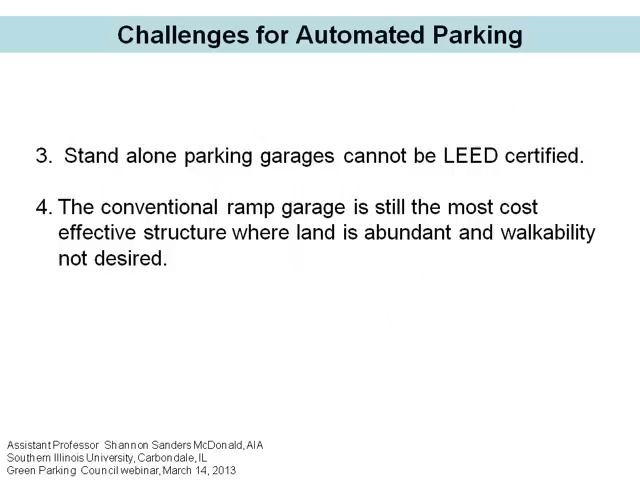 Challenges for Automated Parking
3. Stand alone parking garages cannot be LEED certified.
4. The conventional ramp garage is still the most cost
effective structure where land is abundant and walkability
not desired.
Assistant Professor Shannon Sanders McDonald, AIA
Southern Illinois University, Carbondale, IL
Green Parking Council webinar, March 14, 2013